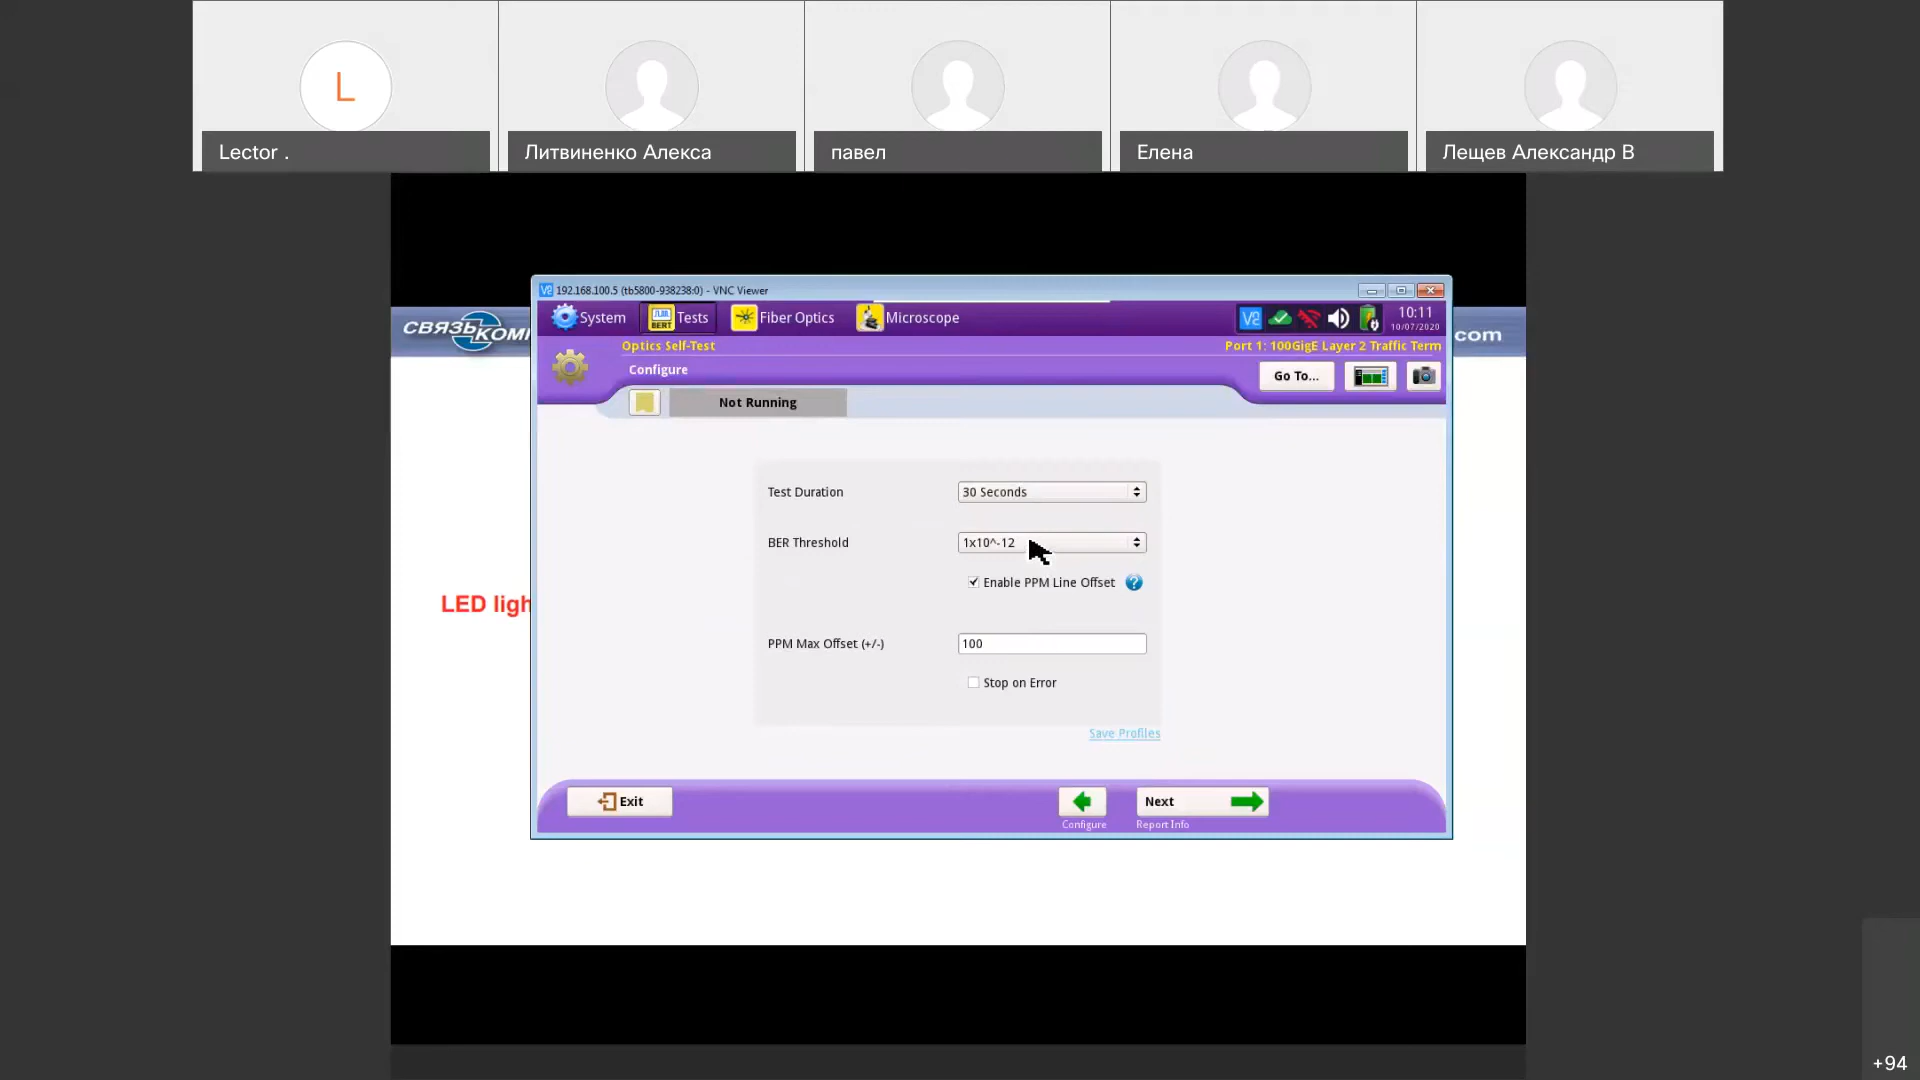 L
Lector .
Литвиненко Алекса
павел
Елена
Лещев Александр В
192.168.100.5 (tb5800-938238:0) - VNC Viewer
System
Tests
Fiber Optics
Microscope
10:11
10/07/2020
Optics Self-Test
Port 1: 100GigE Layer 2 Traffic Term
СВЯЗЬ
com
Configure
Go To...
Not Running
Test Duration
30 Seconds
BER Threshold
1x10^-12
Enable PPM Line Offset ?
LED ligh
PPM Max Offset (+/-)
100
Stop on Error
Save Profiles
Exit
Next
Configure
Report Info
+94